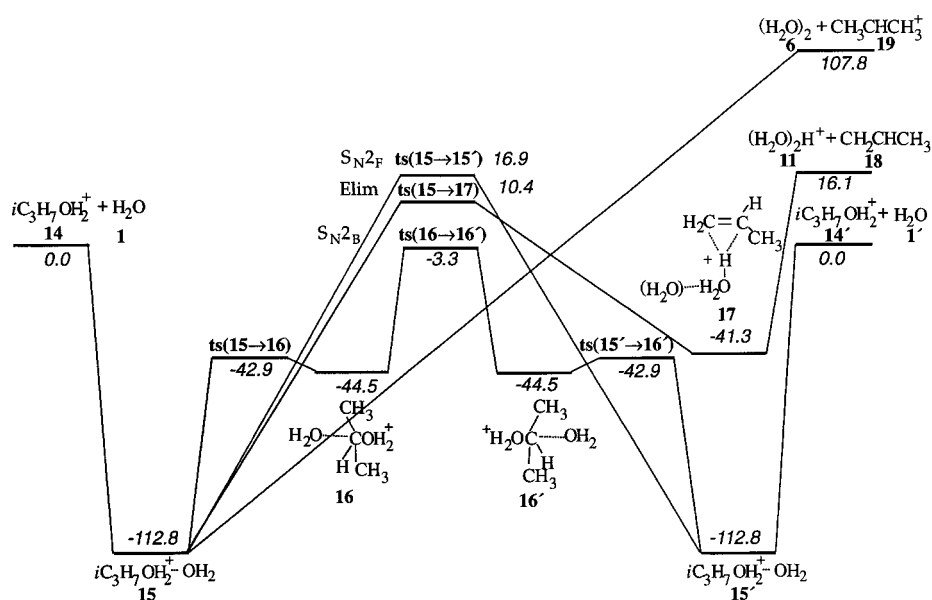 (H₂O)₂ + CH₃CHCH₃⁺
6 19
107.8
Sɴ2_F ts(15→15´) 16.9
Elim ts(15→17) 10.4
Sɴ2_B ts(16→16´)
-3.3
(H₂O)₂H⁺ + CH₂CHCH₃
11 18
16.1
iC₃H₇OH₂⁺ + H₂O
14 1
0.0
iC₃H₇OH₂⁺ + H₂O
14´ 1´
0.0
H
H₂C=C
CH₃
+
H
(H₂O)····H₂O
17
-41.3
ts(15→16)
-42.9
-44.5
-44.5
ts(15´→16´)
-42.9
CH₃
H₂O····COH₂⁺
H
CH₃
16
CH₃
⁺H₂OC····OH₂
H
CH₃
16´
-112.8
iC₃H₇OH₂⁺··OH₂
15
-112.8
iC₃H₇OH₂⁺··OH₂
15´